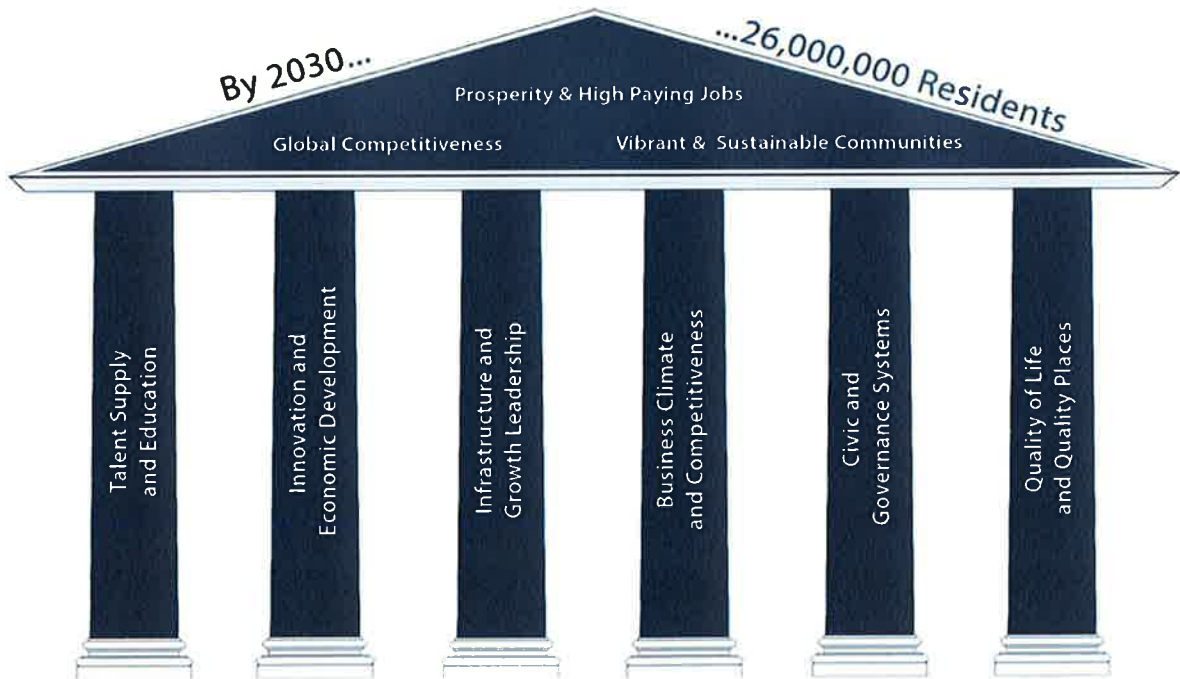 By 2030...
...26,000,000 Residents
Prosperity & High Paying Jobs
Global Competitiveness
Vibrant & Sustainable Communities
Talent Supply
and Education
Innovation and
Economic Development
Infrastructure and
Growth Leadership
Business Climate
and Competitiveness
Civic and
Governance Systems
Quality of Life
and Quality Places